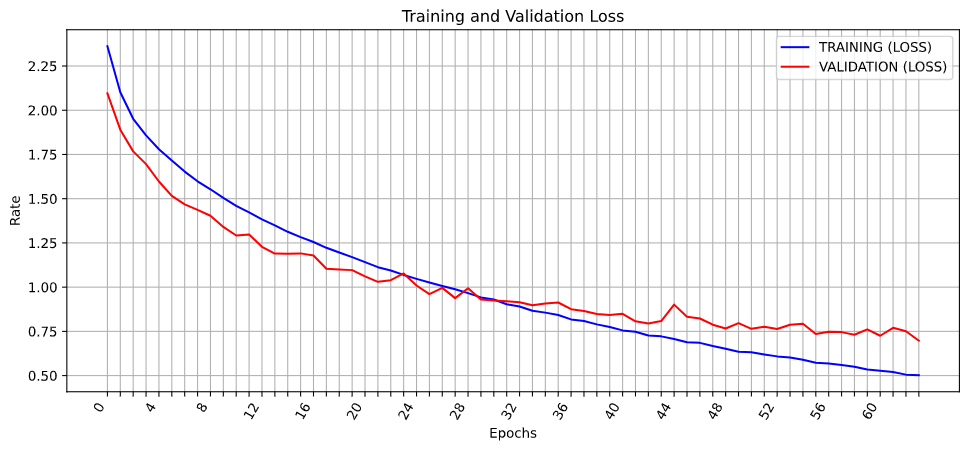 Training and Validation Loss
TRAINING (LOSS)
VALIDATION (LOSS)
Rate
2.25
2.00
1.75
1.50
1.25
1.00
0.75
0.50
0 4 8 12 16 20 24 28 32 36 40 44 48 52 56 60
Epochs